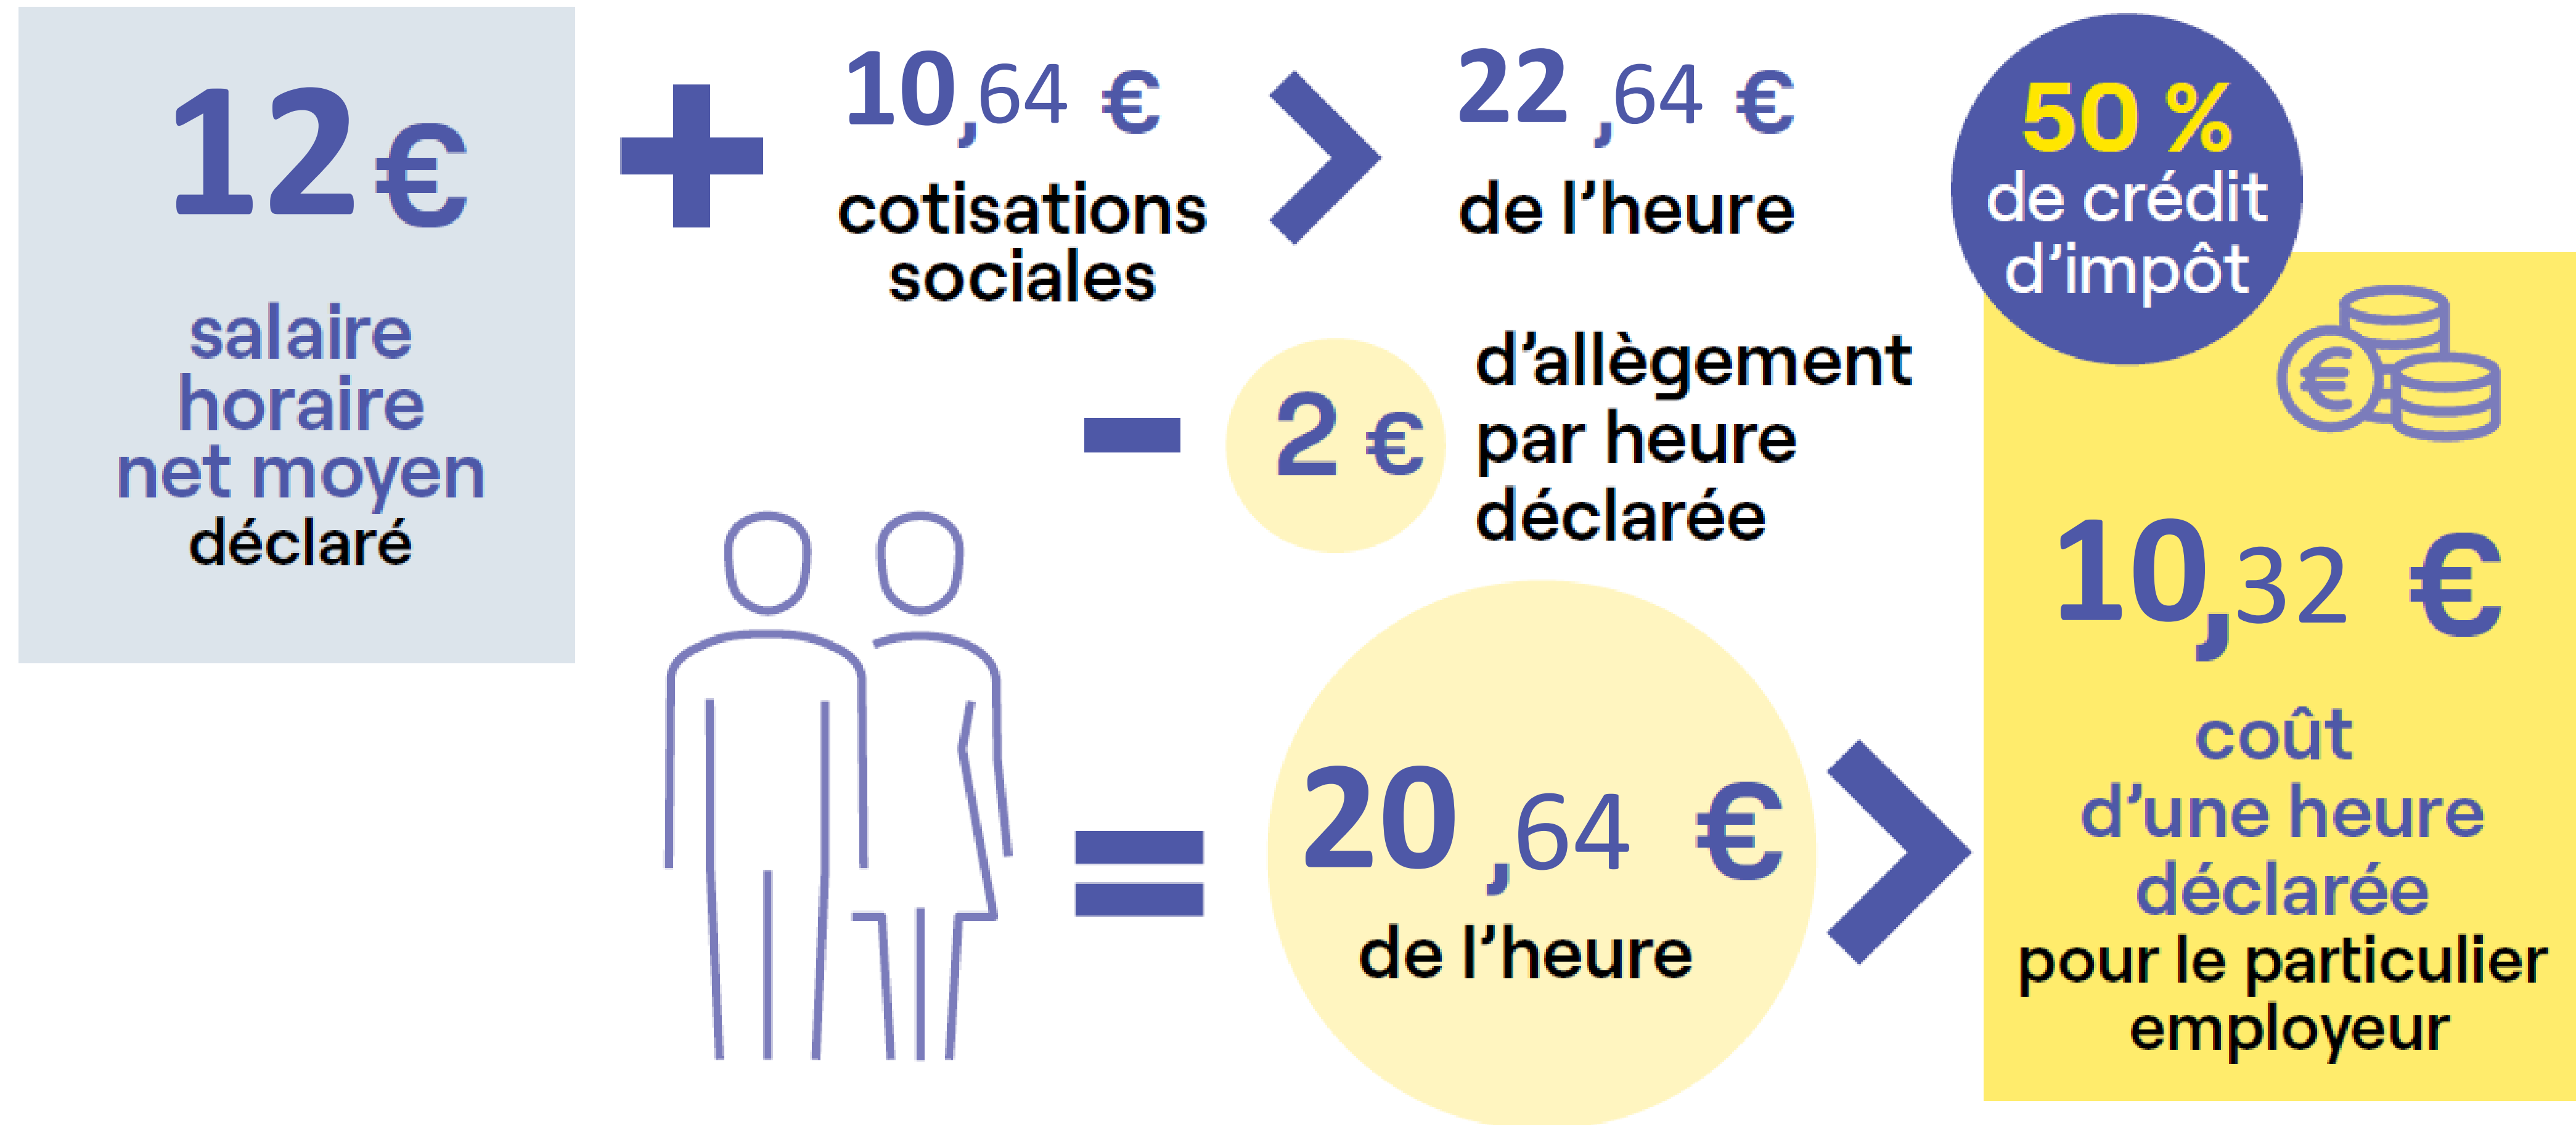 12 €
salaire
horaire
net moyen
déclaré
+
10,64 €
cotisations
sociales
>
22,64 €
de l'heure
-
2 €
d'allègement
par heure
déclarée
=
20,64 €
de l'heure
>
50 %
de crédit
d'impôt
€
10,32 €
coût
d'une heure
déclarée
pour le particulier
employeur